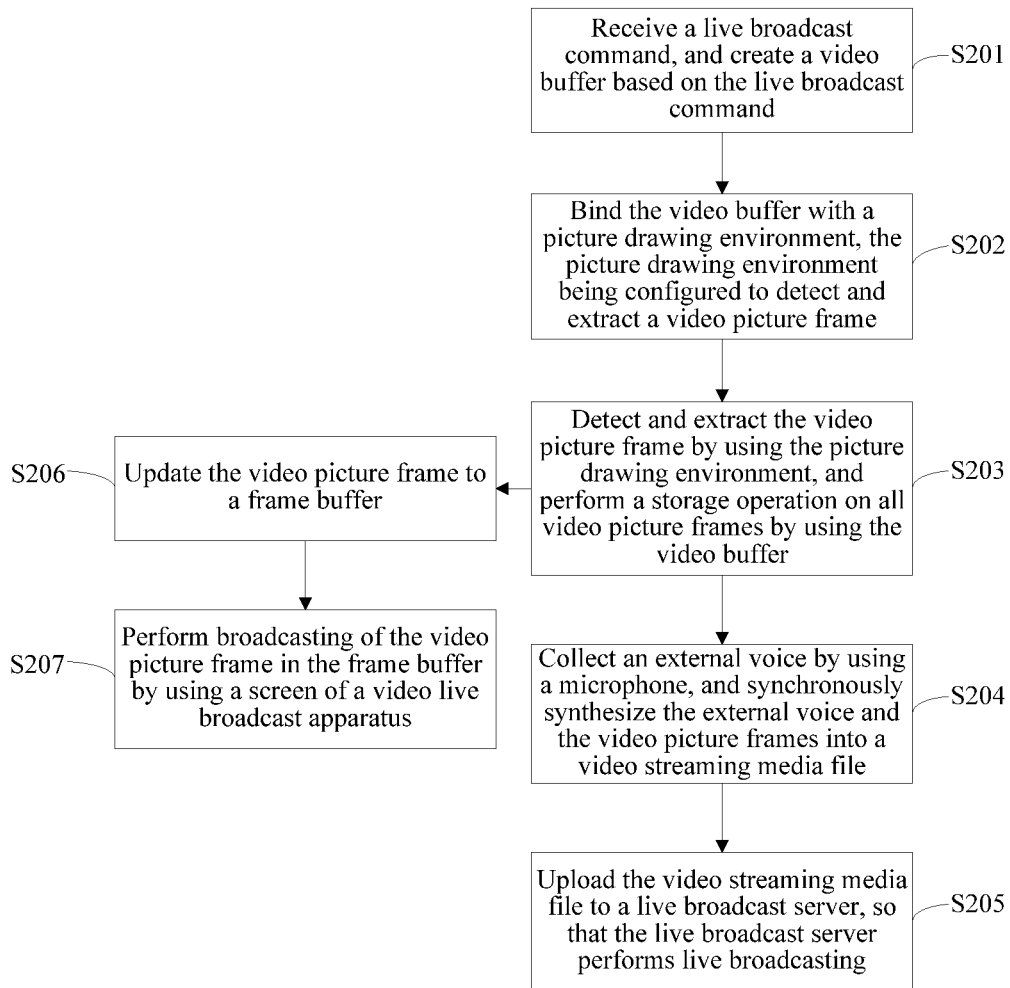 Receive a live broadcast
command, and create a video
buffer based on the live broadcast
command
S201
Bind the video buffer with a
picture drawing environment, the
picture drawing environment
being configured to detect and
extract a video picture frame
S202
Detect and extract the video
picture frame by using the picture
drawing environment, and
perform a storage operation on all
video picture frames by using the
video buffer
S203
S206
Update the video picture frame to
a frame buffer
S207
Perform broadcasting of the video
picture frame in the frame buffer
by using a screen of a video live
broadcast apparatus
Collect an external voice by using
a microphone, and synchronously
synthesize the external voice and
the video picture frames into a
video streaming media file
S204
Upload the video streaming media
file to a live broadcast server, so
that the live broadcast server
performs live broadcasting
S205